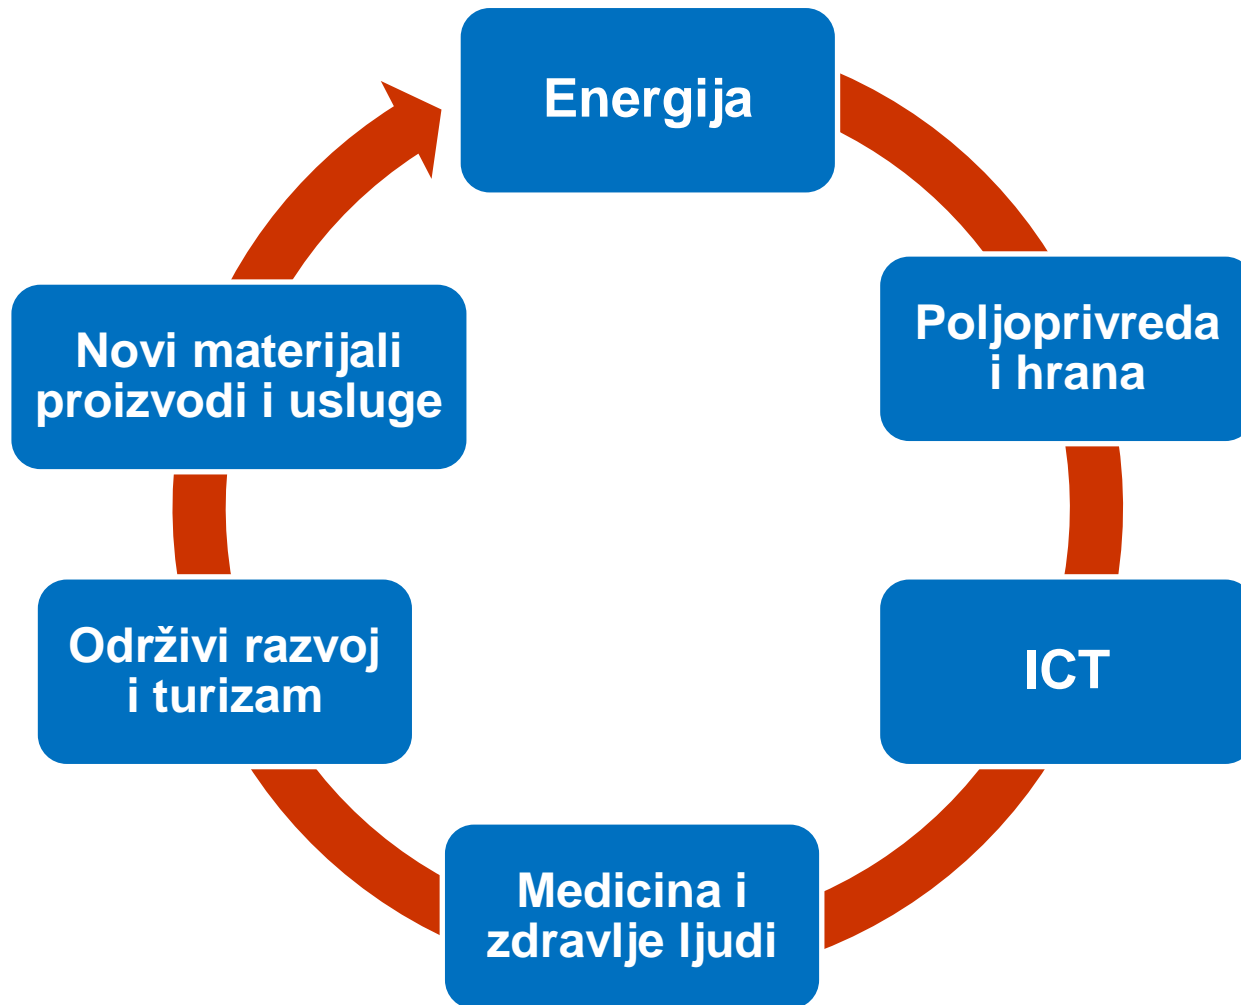 Energija
Poljoprivreda
i hrana
ICT
Medicina i
zdravlje ljudi
Održivi razvoj
i turizam
Novi materijali
proizvodi i usluge